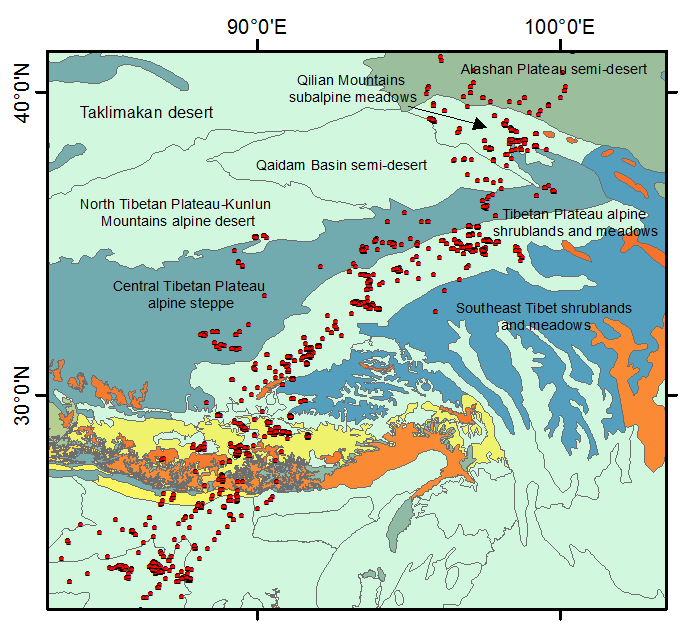 90°0'E 100°0'E
40°0'N
30°0'N
Alashan Plateau semi-desert
Qilian Mountains
subalpine meadows
Taklimakan desert
Qaidam Basin semi-desert
North Tibetan Plateau-Kunlun
Mountains alpine desert
Tibetan Plateau alpine
shrublands and meadows
Central Tibetan Plateau
alpine steppe
Southeast Tibet shrublands
and meadows